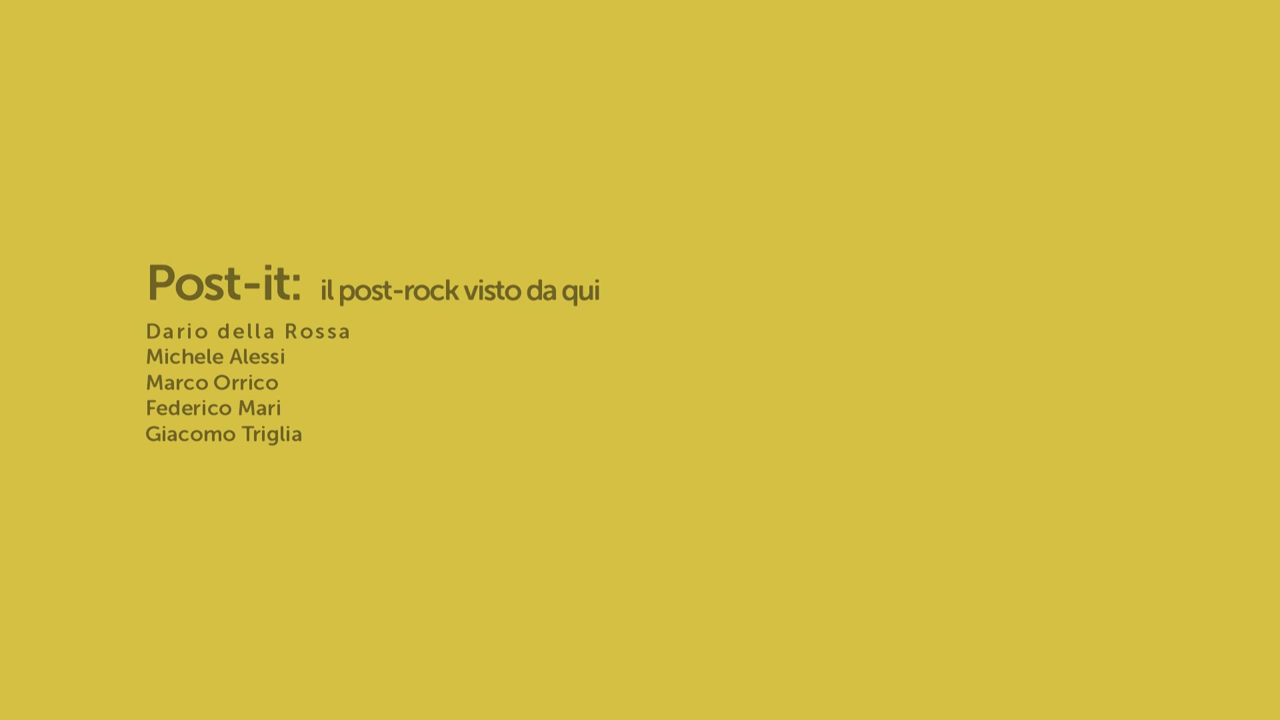 Post-it: il post-rock visto da qui
Dario della Rossa
Michele Alessi
Marco Orrico
Federico Mari
Giacomo Triglia